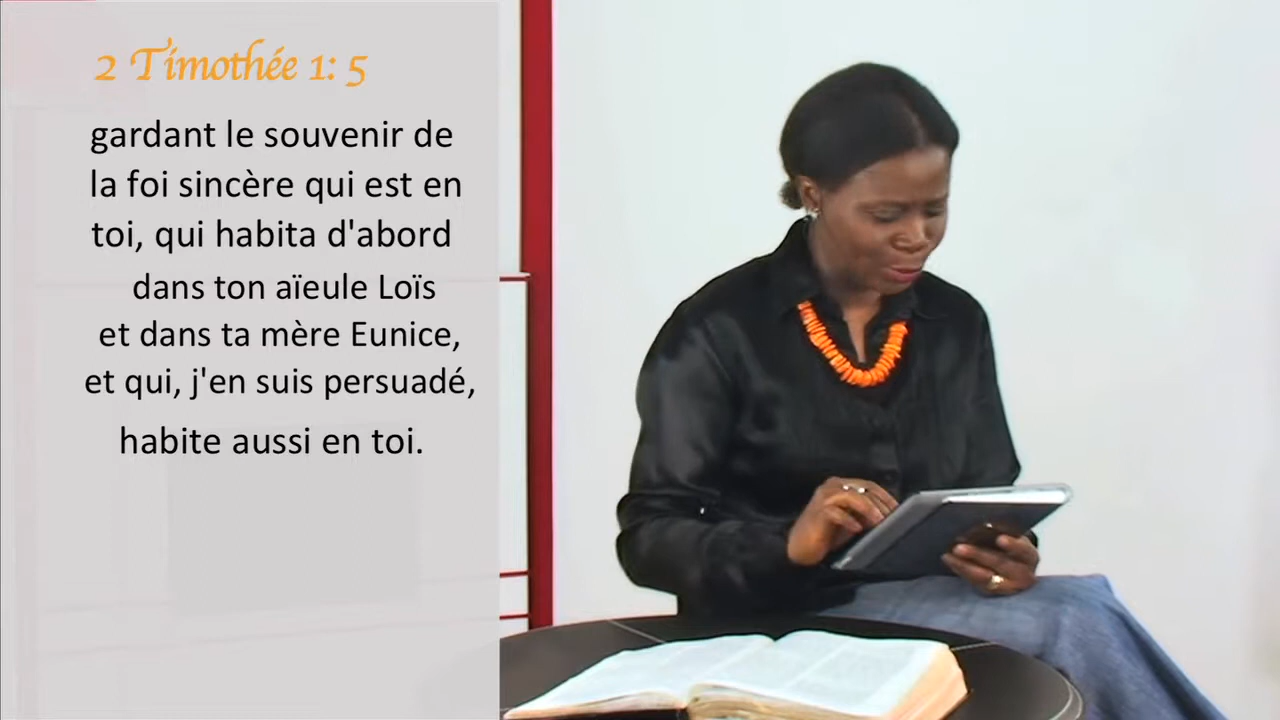 2 Timothée 1: 5
gardant le souvenir de
la foi sincère qui est en
toi, qui habita d'abord
dans ton aïeule Loïs
et dans ta mère Eunice,
et qui, j'en suis persuadé,
habite aussi en toi.